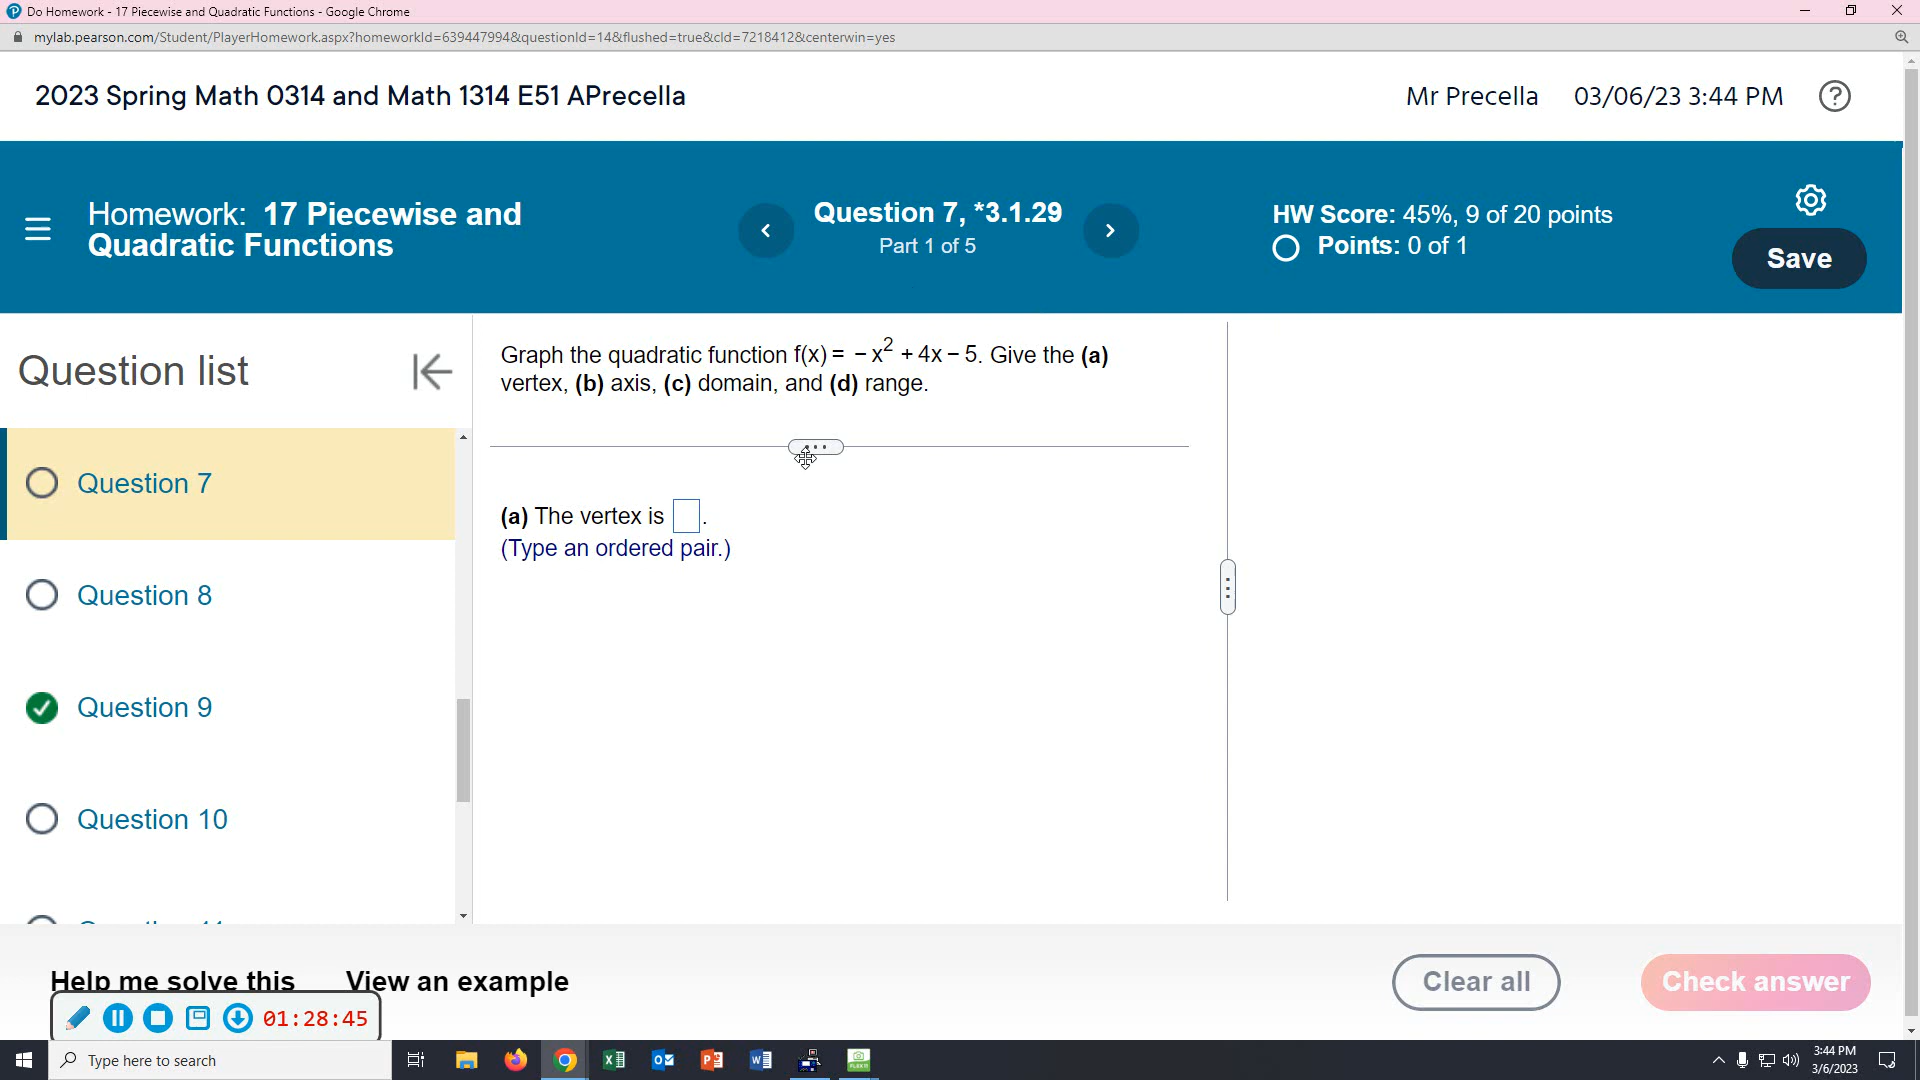 Do Homework - 17 Piecewise and Quadratic Functions - Google Chrome
mylab.pearson.com/Student/PlayerHomework.aspx?homeworkId=639447994&questionId=14&flushed=true&cId=7218412&centerwin=yes
2023 Spring Math 0314 and Math 1314 E51 APrecella
Mr Precella
03/06/23 3:44 PM
?
Homework: 17 Piecewise and
Quadratic Functions
Question 7, *3.1.29
Part 1 of 5
HW Score: 45%, 9 of 20 points
Points: 0 of 1
Save
Question list
Question 7
Question 8
Question 9
Question 10
Graph the quadratic function f(x) = − x² + 4x − 5. Give the (a)
vertex, (b) axis, (c) domain, and (d) range.
(a) The vertex is .
(Type an ordered pair.)
Help me solve this
View an example
Clear all
Check answer
01:28:45
Type here to search
3:44 PM
3/6/2023